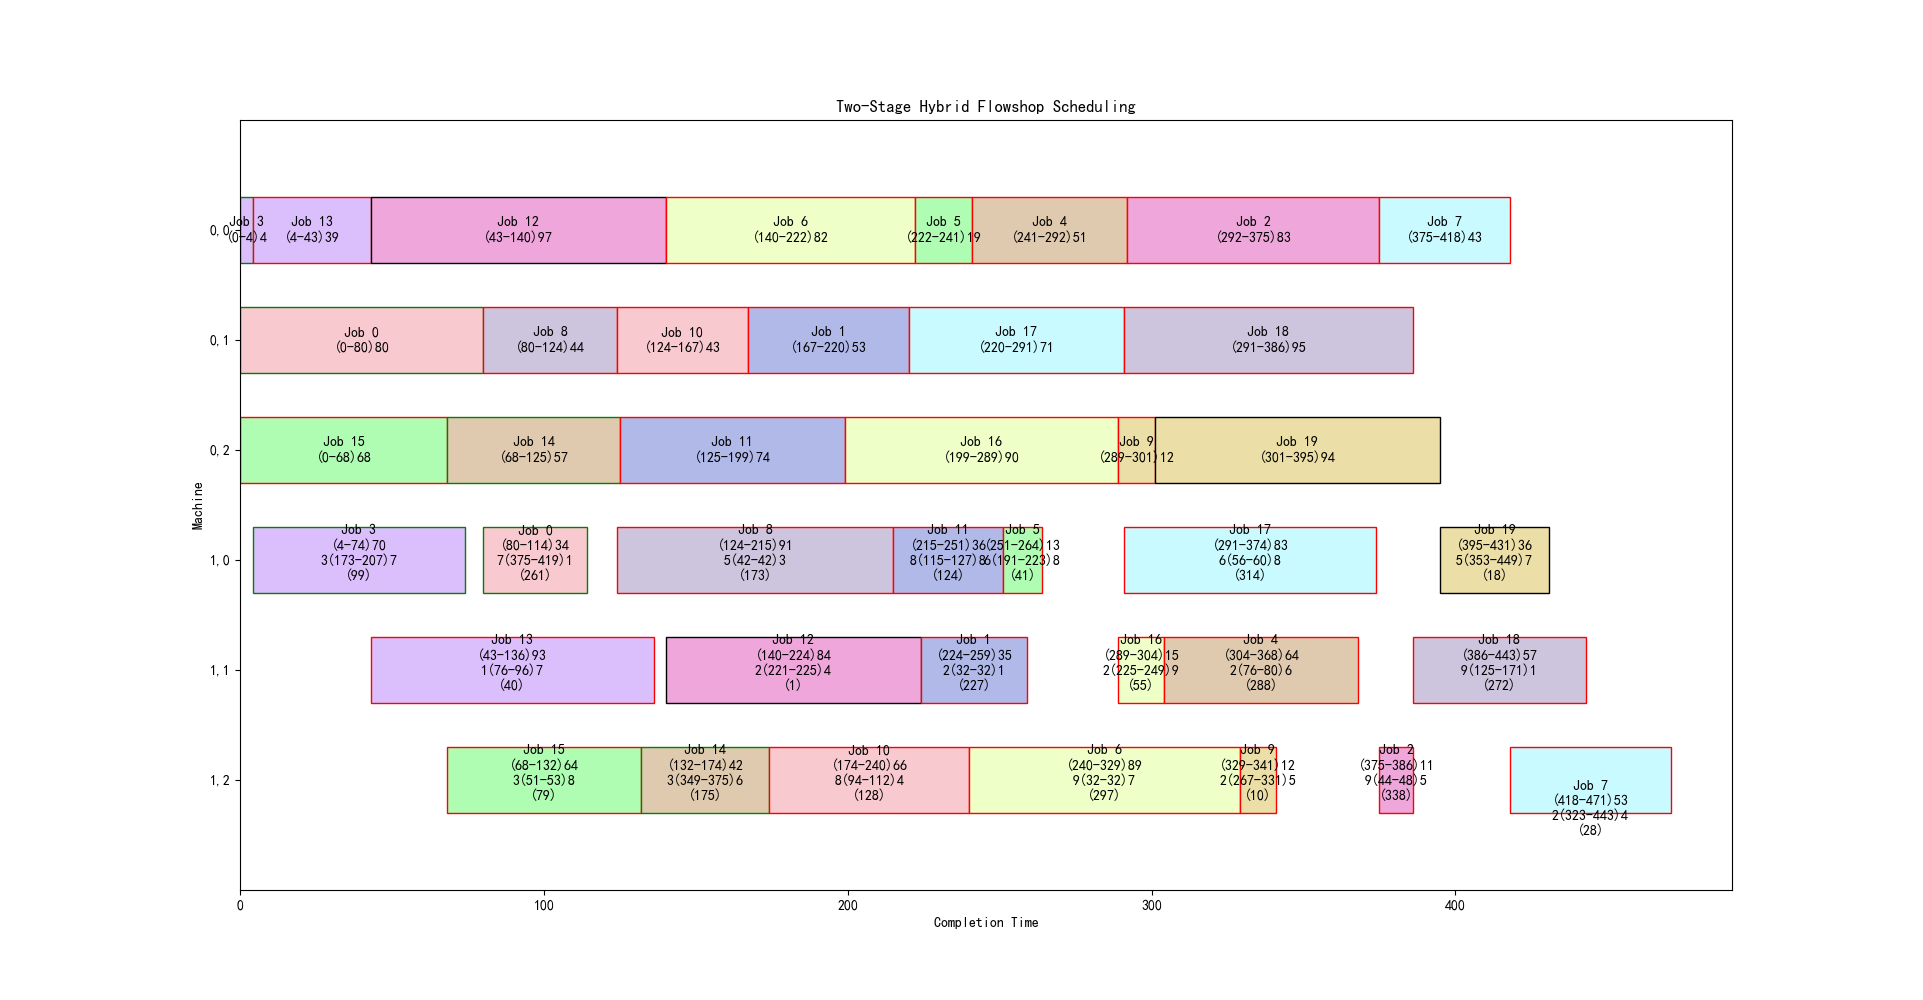 Two-Stage Hybrid Flowshop Scheduling
Machine
0,0
Job 3
(0-4)4
Job 13
(4-43)39
Job 12
(43-140)97
Job 6
(140-222)82
Job 5
(222-241)19
Job 4
(241-292)51
Job 2
(292-375)83
Job 7
(375-418)43
0,1
Job 0
(0-80)80
Job 8
(80-124)44
Job 10
(124-167)43
Job 1
(167-220)53
Job 17
(220-291)71
Job 18
(291-386)95
0,2
Job 15
(0-68)68
Job 14
(68-125)57
Job 11
(125-199)74
Job 16
(199-289)90
Job 9
(289-301)12
Job 19
(301-395)94
1,0
Job 3
(4-74)70
3(173-207)7
(99)
Job 0
(80-114)34
7(375-419)1
(261)
Job 8
(124-215)91
5(42-42)3
(173)
Job 11
(215-251)36
8(115-127)8
(124)
Job 5
(251-264)13
6(191-223)8
(41)
Job 17
(291-374)83
6(56-60)8
(314)
Job 19
(395-431)36
5(353-449)7
(18)
1,1
Job 13
(43-136)93
1(76-96)7
(40)
Job 12
(140-224)84
2(221-225)4
(1)
Job 1
(224-259)35
2(32-32)1
(227)
Job 16
(289-304)15
2(225-249)9
(55)
Job 4
(304-368)64
2(76-80)6
(288)
Job 18
(386-443)57
9(125-171)1
(272)
1,2
Job 15
(68-132)64
3(51-53)8
(79)
Job 14
(132-174)42
3(349-375)6
(175)
Job 10
(174-240)66
8(94-112)4
(128)
Job 6
(240-329)89
9(32-32)7
(297)
Job 9
(329-341)12
2(267-331)5
(10)
Job 2
(375-386)11
9(44-48)5
(338)
Job 7
(418-471)53
2(323-443)4
(28)
0
100
200
300
400
Completion Time